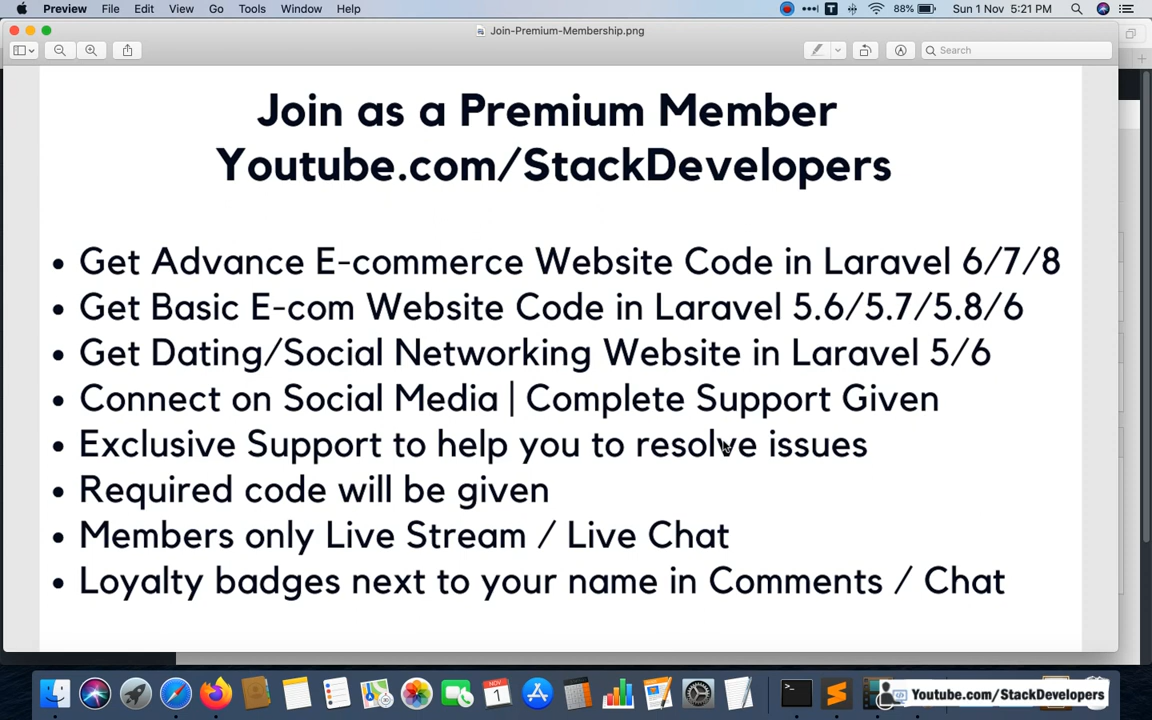 Preview File Edit View Go Tools Window Help 88% Sun 1 Nov 5:21 PM
Join-Premium-Membership.png
Search
Join as a Premium Member
Youtube.com/StackDevelopers
• Get Advance E-commerce Website Code in Laravel 6/7/8
• Get Basic E-com Website Code in Laravel 5.6/5.7/5.8/6
• Get Dating/Social Networking Website in Laravel 5/6
• Connect on Social Media | Complete Support Given
• Exclusive Support to help you to resolve issues
• Required code will be given
• Members only Live Stream / Live Chat
• Loyalty badges next to your name in Comments / Chat
Youtube.com/StackDevelopers